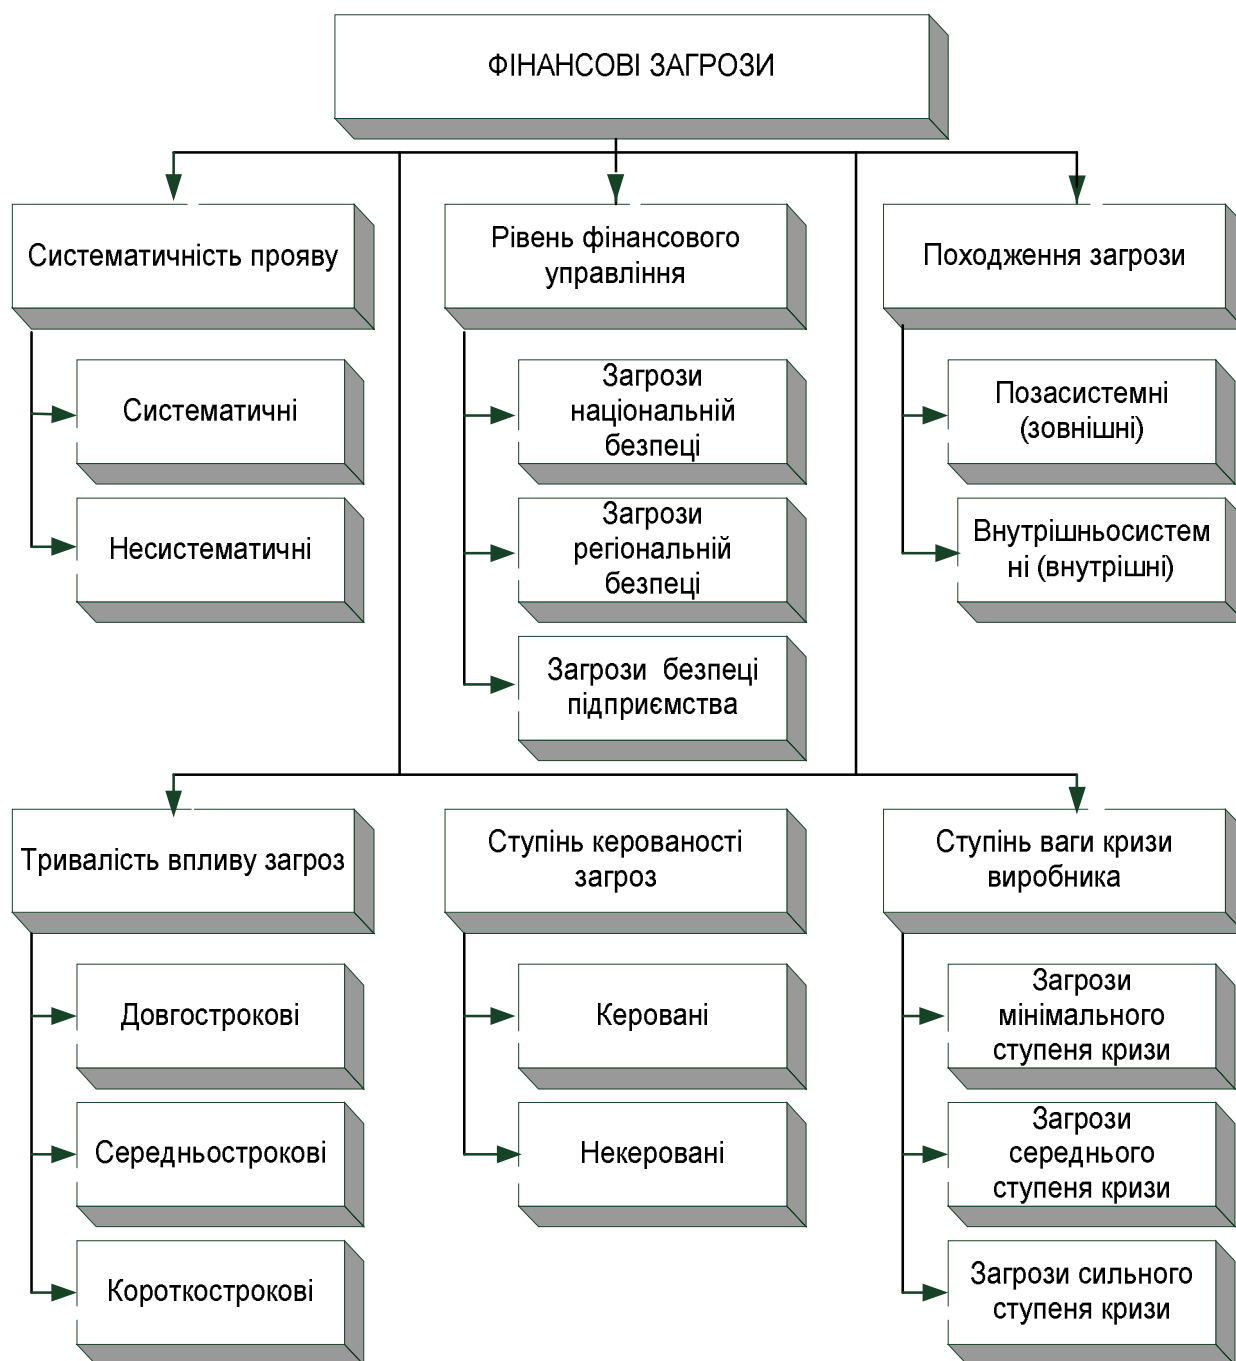 ФІНАНСОВІ ЗАГРОЗИ
Систематичність прояву
Систематичні
Несистематичні
Рівень фінансового
управління
Загрози
національній
безпеці
Загрози
регіональній
безпеці
Загрози безпеці
підприємства
Походження загрози
Позасистемні
(зовнішні)
Внутрішньосистем
ні (внутрішні)
Тривалість впливу загроз
Довгострокові
Середньострокові
Короткострокові
Ступінь керованості
загроз
Керовані
Некеровані
Ступінь ваги кризи
виробника
Загрози
мінімального
ступеня кризи
Загрози
середнього
ступеня кризи
Загрози сильного
ступеня кризи